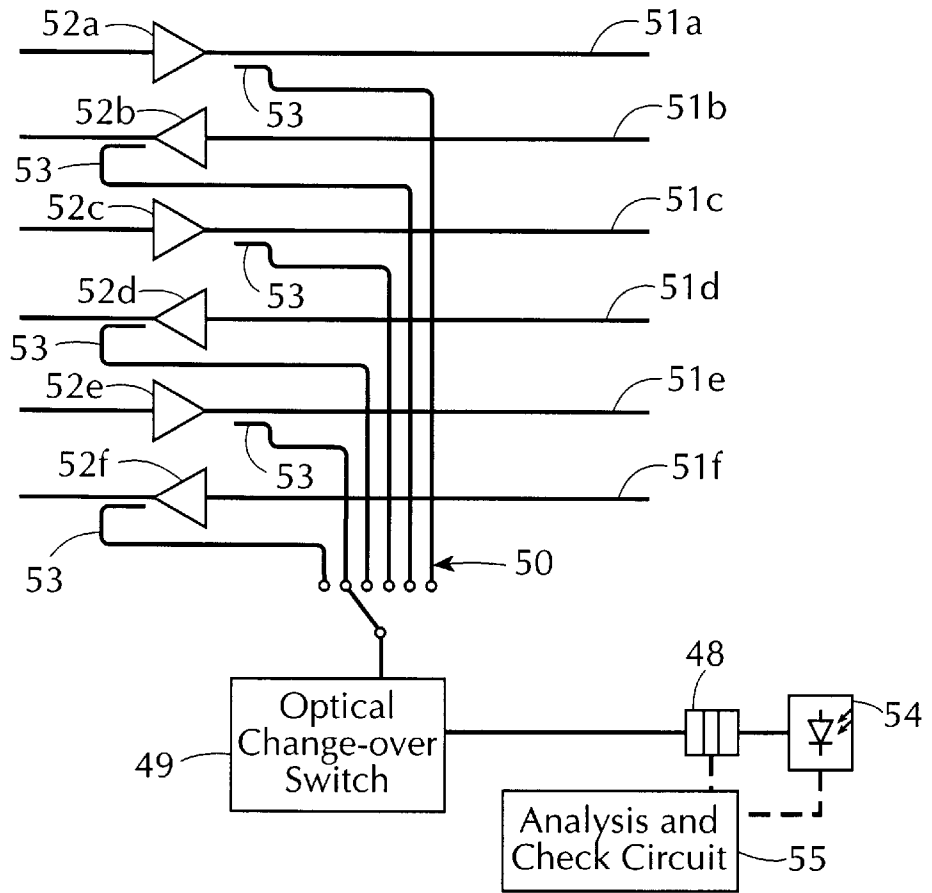 52a
51a
53
52b
51b
53
52c
51c
53
52d
51d
53
52e
51e
53
52f
51f
53
50
48
54
Optical
Change-over
Switch
49
Analysis and
Check Circuit
55